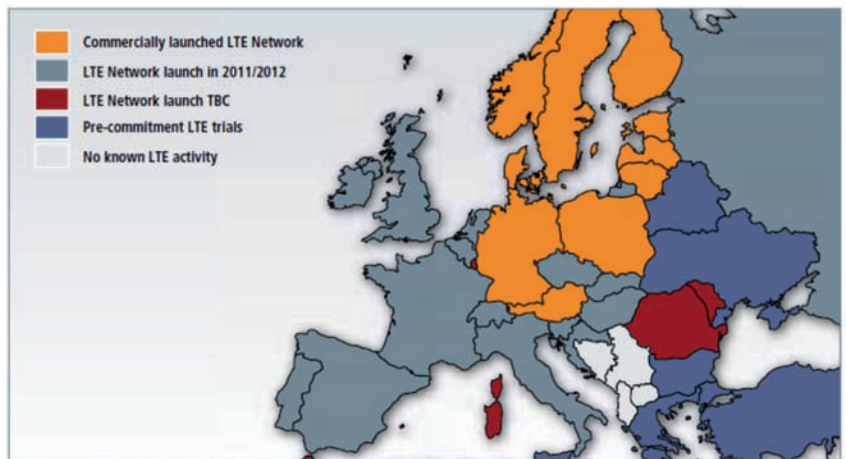 Commercially launched LTE Network
LTE Network launch in 2011/2012
LTE Network launch TBC
Pre-commitment LTE trials
No known LTE activity